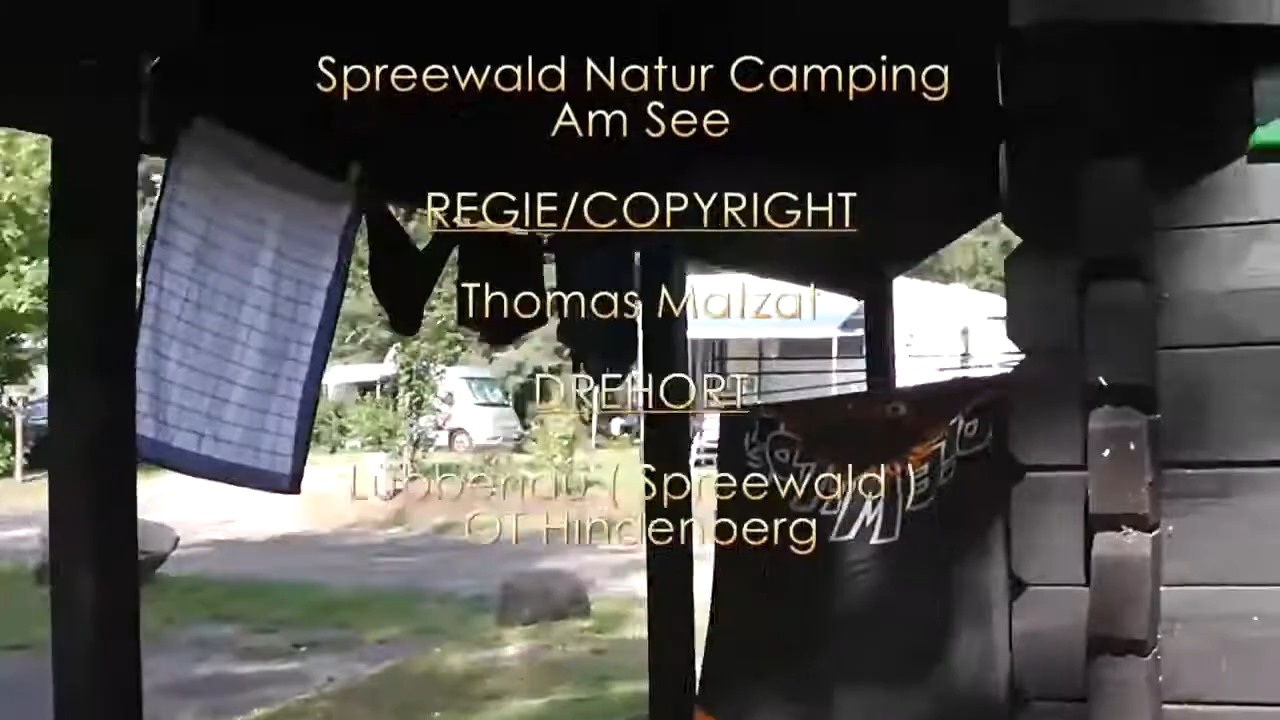 Spreewald Natur Camping
Am See
REGIE/COPYRIGHT
Thomas Malzat
DREHORT
Lübbenau ( Spreewald )
OT Hindenberg